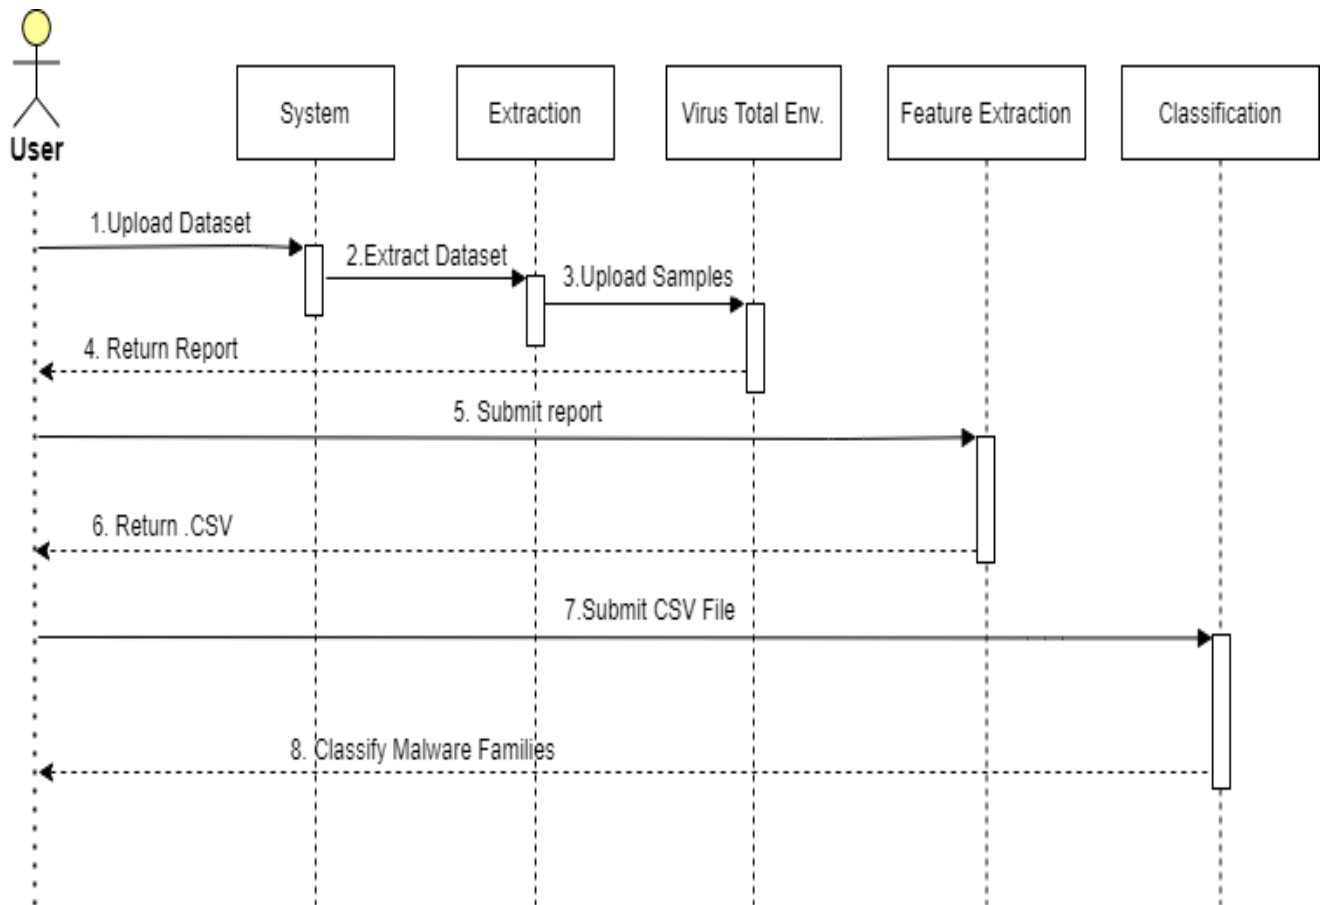 User
System
Extraction
Virus Total Env.
Feature Extraction
Classification
1.Upload Dataset
2.Extract Dataset
3.Upload Samples
4. Return Report
5. Submit report
6. Return .CSV
7.Submit CSV File
8. Classify Malware Families